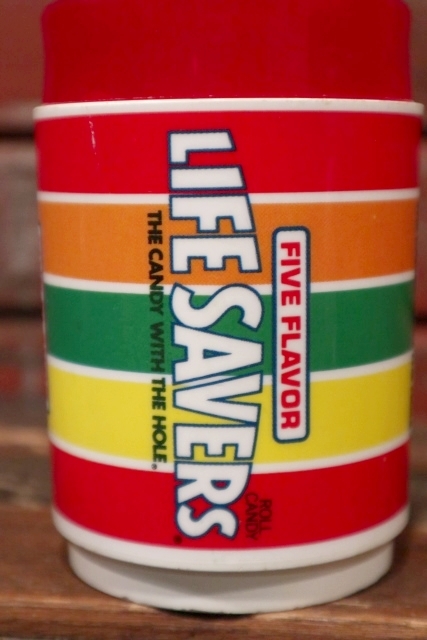 FIVE FLAVOR
LIFE SAVERS
ROLL CANDY
THE CANDY WITH THE HOLE.